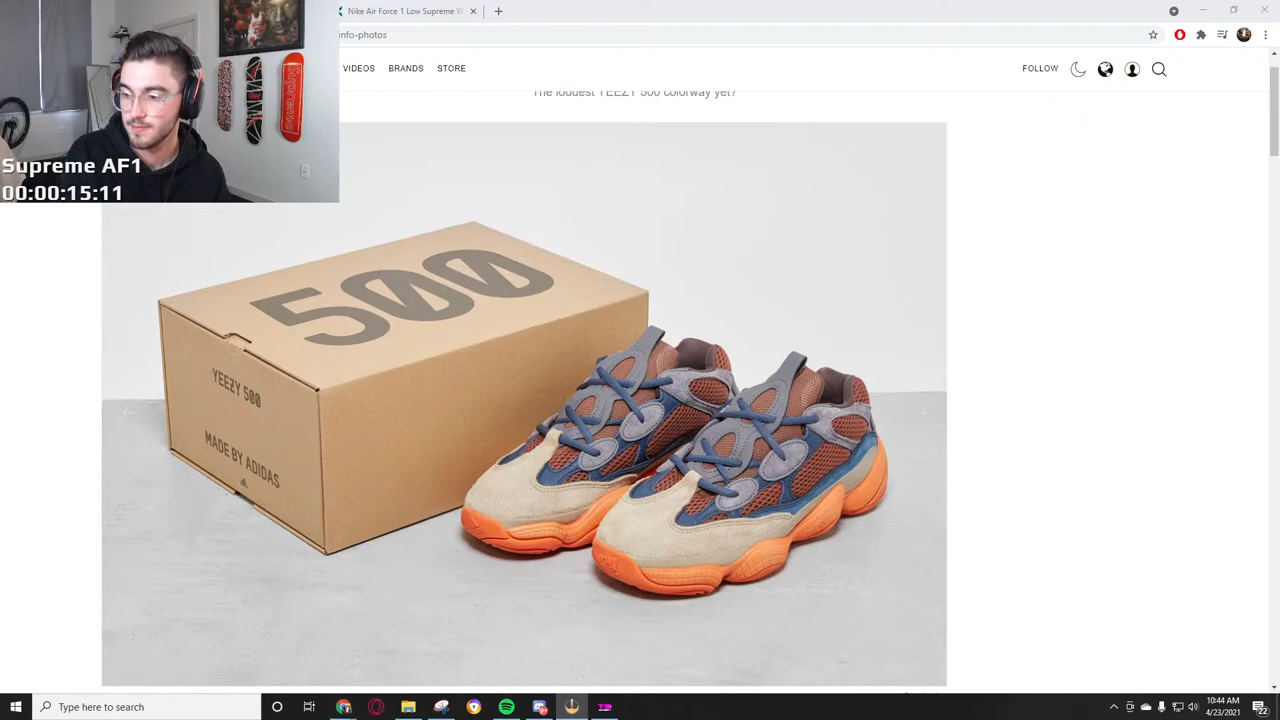 Nike Air Force 1 Low Supreme W
info-photos
VIDEOS BRANDS STORE FOLLOW
The loudest YEEZY 500 colorway yet?
Supreme
Supreme AF1
00:00:15:11
500
YEEZY 500
MADE BY ADIDAS
Type here to search
10:44 AM
4/23/2021
22